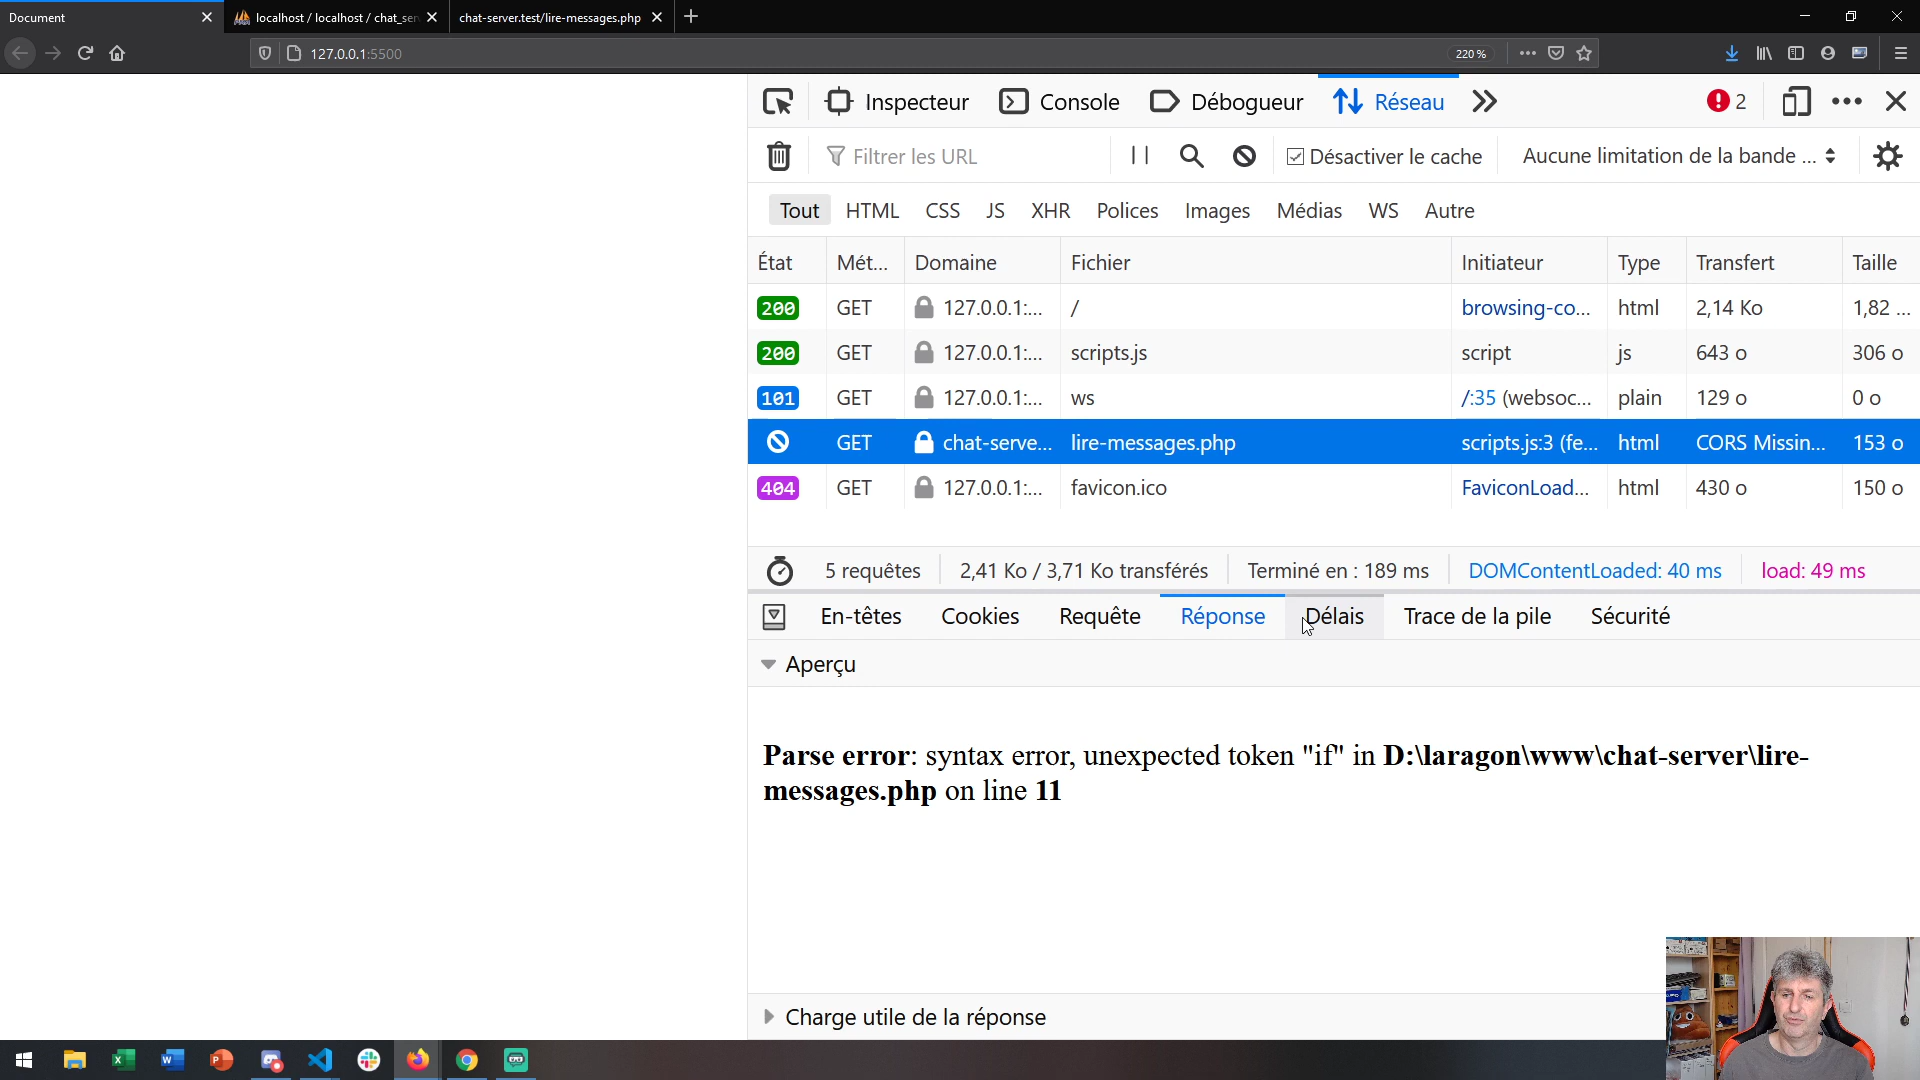 Document
localhost / localhost / chat_ser
chat-server.test/lire-messages.php
127.0.0.1:5500
220 %
Inspecteur
Console
Débogueur
Réseau
2
Filtrer les URL
Désactiver le cache
Aucune limitation de la bande ...
Tout HTML CSS JS XHR Polices Images Médias WS Autre
État Mét... Domaine Fichier Initiateur Type Transfert Taille
200 GET 127.0.0.1:... / browsing-co... html 2,14 Ko 1,82 ...
200 GET 127.0.0.1:... scripts.js script js 643 o 306 o
101 GET 127.0.0.1:... ws /:35 (websoc... plain 129 o 0 o
GET chat-serve... lire-messages.php scripts.js:3 (fe... html CORS Missin... 153 o
404 GET 127.0.0.1:... favicon.ico FaviconLoad... html 430 o 150 o
5 requêtes 2,41 Ko / 3,71 Ko transférés Terminé en : 189 ms DOMContentLoaded: 40 ms load: 49 ms
En-têtes Cookies Requête Réponse Délais Trace de la pile Sécurité
Aperçu
Parse error: syntax error, unexpected token "if" in D:\laragon\www\chat-server\lire-
messages.php on line 11
Charge utile de la réponse